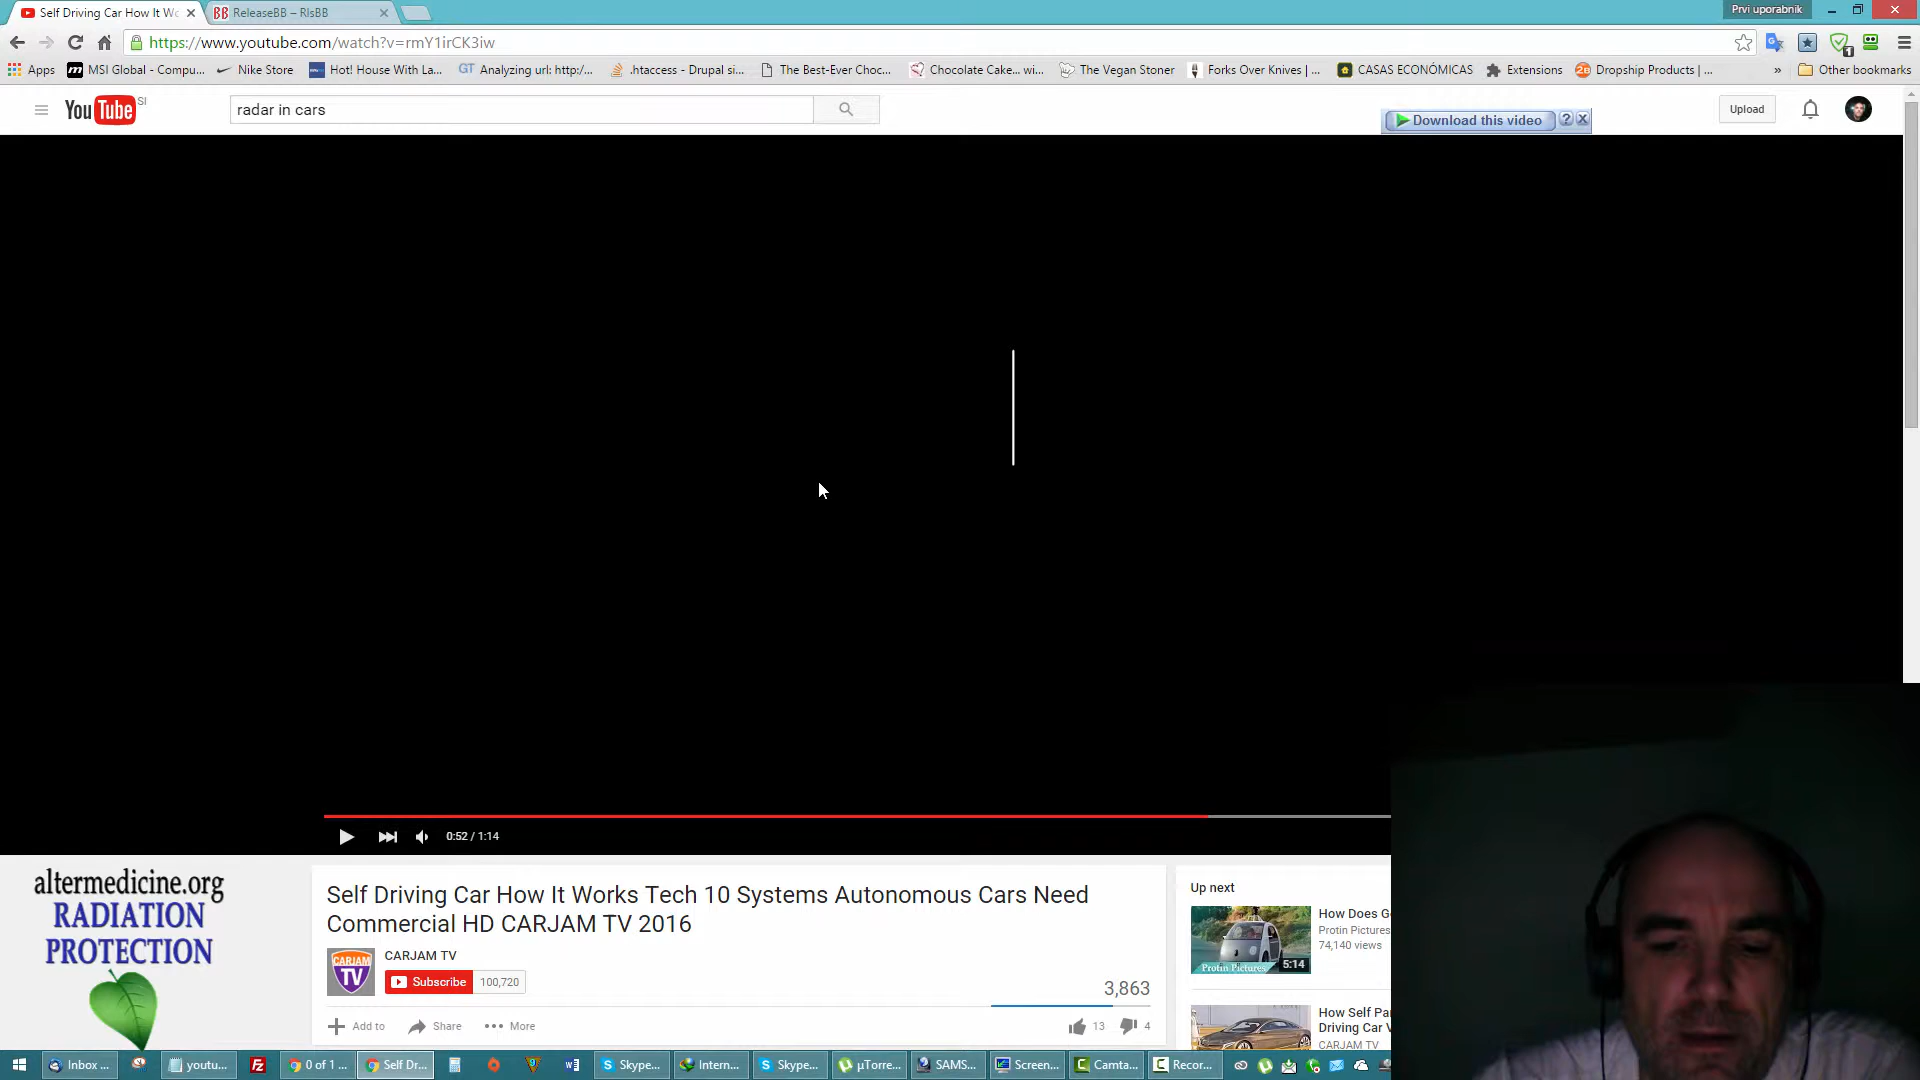 Self Driving Car How It Wo
ReleaseBB – RlsBB
Prvi uporabnik
https://www.youtube.com/watch?v=rmY1irCK3iw
Apps
MSI Global - Compu...
Nike Store
Hot! House With La...
GT Analyzing url: http:/...
.htaccess - Drupal si...
The Best-Ever Choc...
Chocolate Cake... wi...
The Vegan Stoner
Forks Over Knives | ...
CASAS ECONÓMICAS
Extensions
Dropship Products | ...
»
Other bookmarks
YouTube SI
radar in cars
Download this video
?
Upload
0:52 / 1:14
altermedicine.org
RADIATION
PROTECTION
Self Driving Car How It Works Tech 10 Systems Autonomous Cars Need
Commercial HD CARJAM TV 2016
CARJAM TV
CARJAM TV
Subscribe 100,720
3,863
Add to
Share
More
13
4
Up next
How Does G
Protin Pictures
74,140 views
Protin Pictures
5:14
How Self Pa
Driving Car V
CARJAM TV
Inbox ...
youtu...
0 of 1 ...
Self Dr...
Skype...
Intern...
Skype...
µTorre...
SAMS...
Screen...
Camta...
Recor...